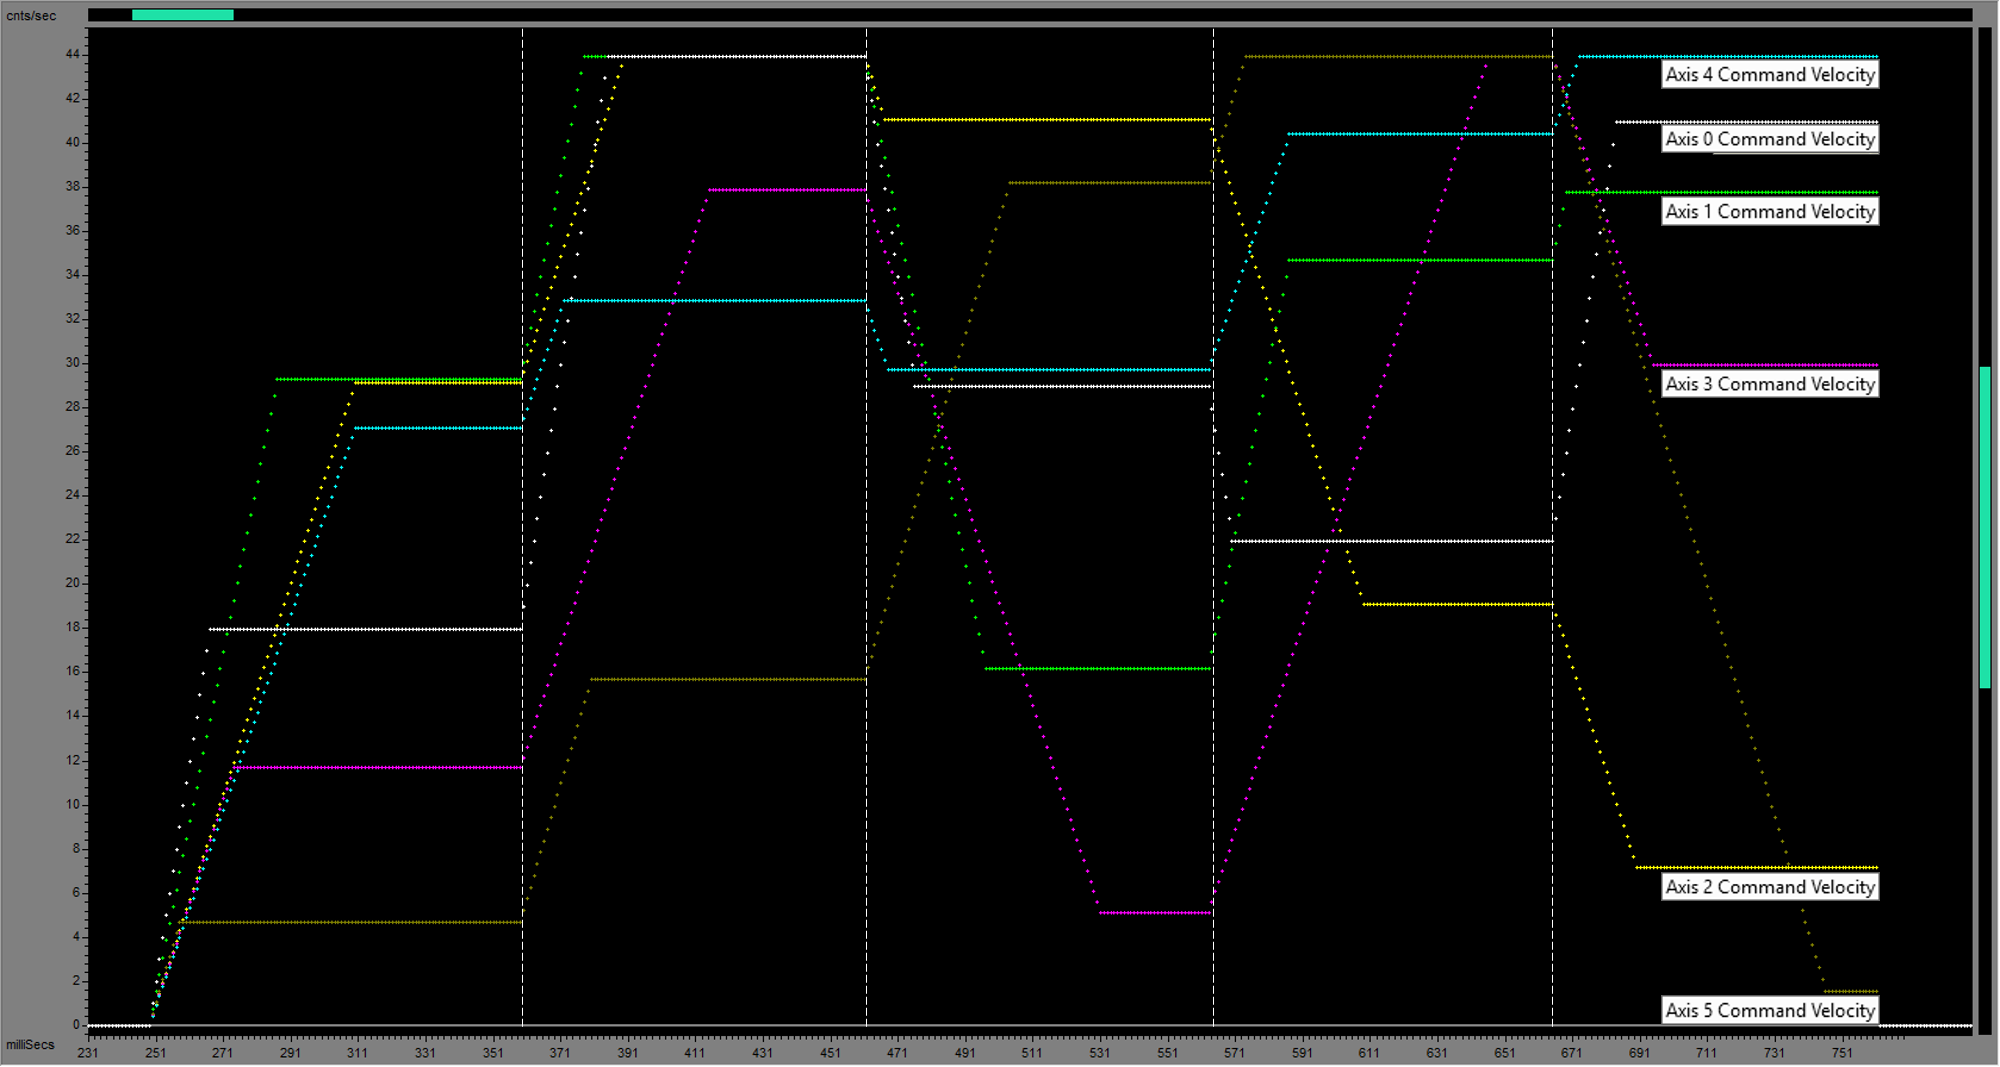 cnts/sec
44
42
40
38
36
34
32
30
28
26
24
22
20
18
16
14
12
10
8
6
4
2
0
Axis 4 Command Velocity
Axis 0 Command Velocity
Axis 1 Command Velocity
Axis 3 Command Velocity
Axis 2 Command Velocity
Axis 5 Command Velocity
milliSecs
231 251 271 291 311 331 351 371 391 411 431 451 471 491 511 531 551 571 591 611 631 651 671 691 711 731 751